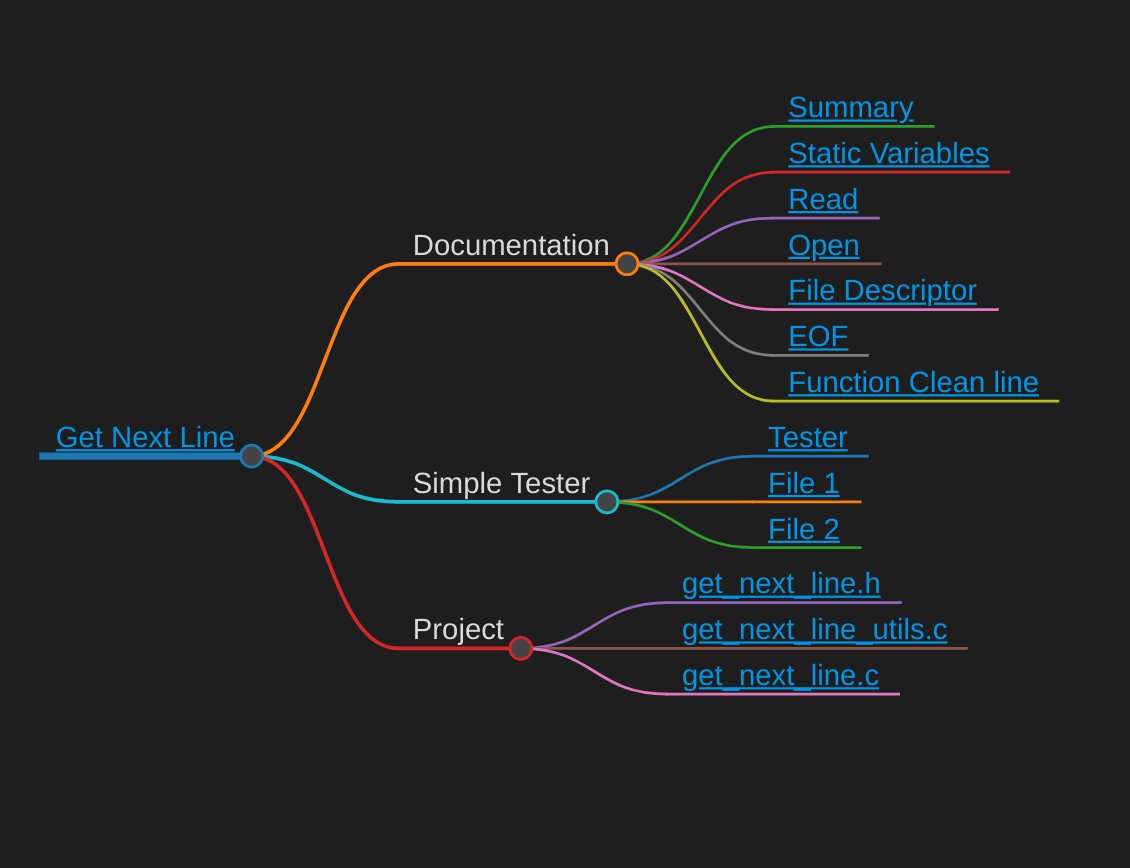 Get Next Line
Documentation
Summary
Static Variables
Read
Open
File Descriptor
EOF
Function Clean line
Simple Tester
Tester
File 1
File 2
Project
get_next_line.h
get_next_line_utils.c
get_next_line.c